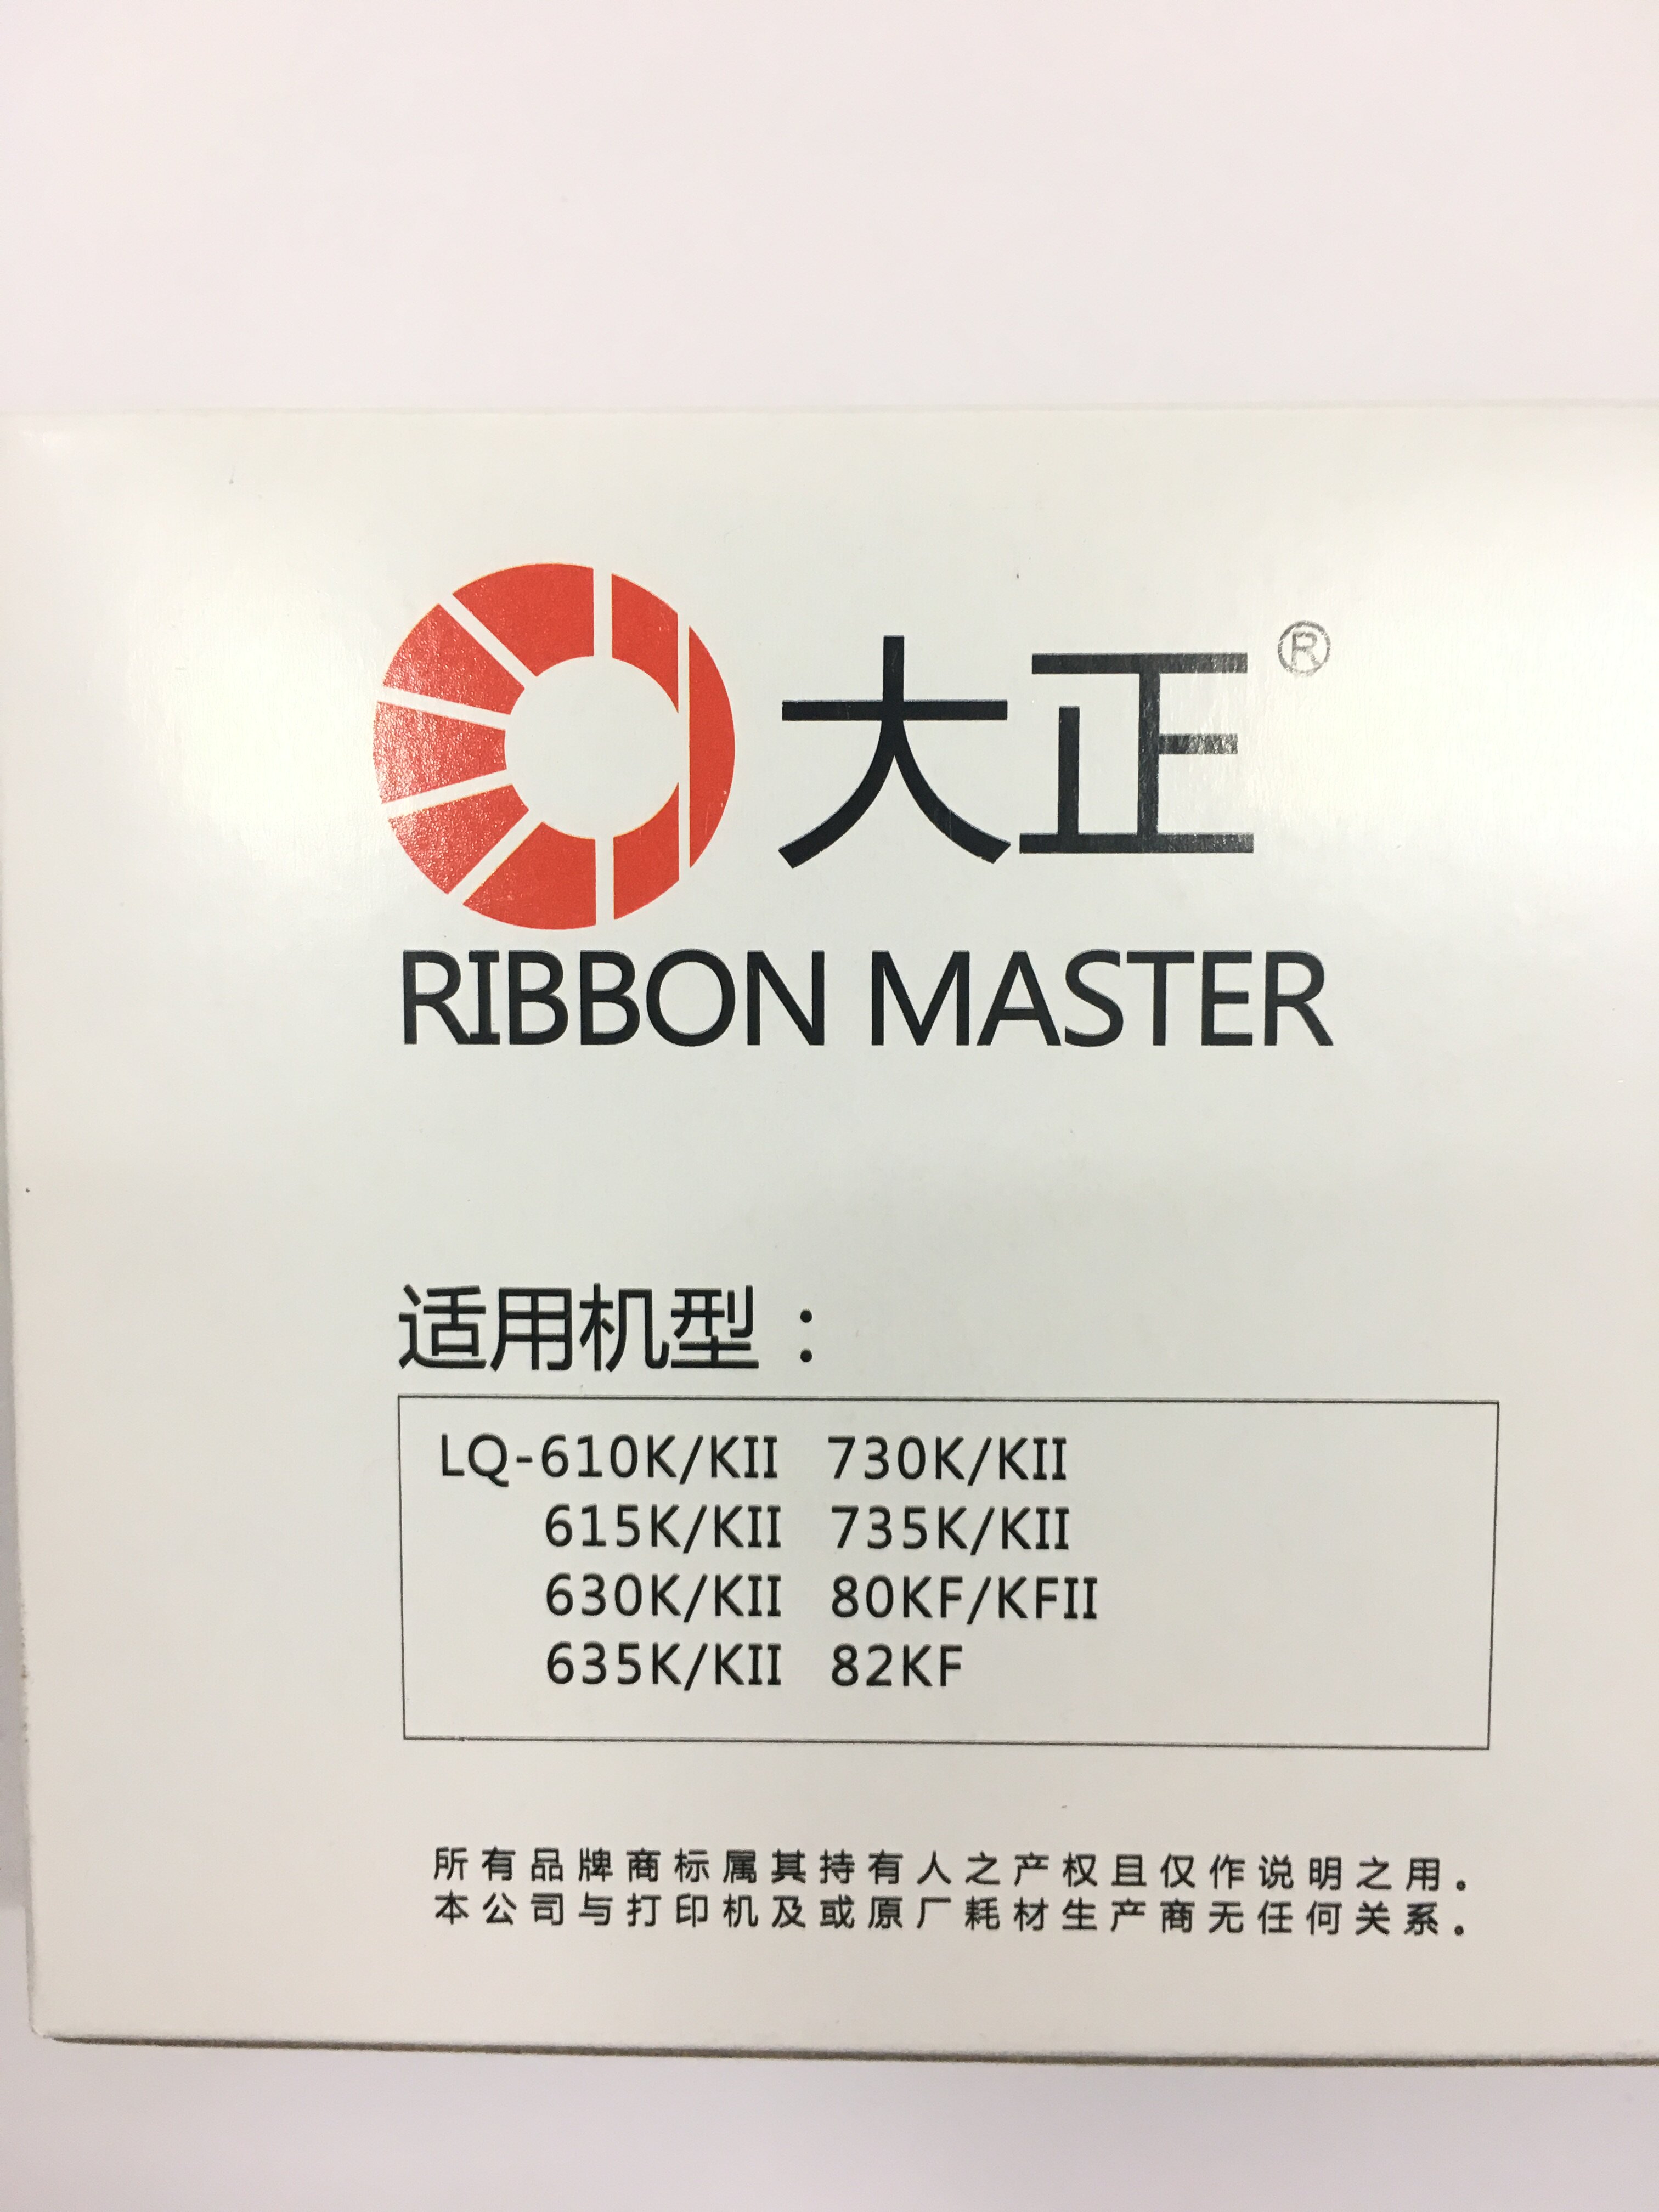 大正®
RIBBON MASTER
适用机型：
LQ-610K/KII 730K/KII
615K/KII 735K/KII
630K/KII 80KF/KFII
635K/KII 82KF
所有品牌商标属其持有人之产权且仅作说明之用。
本公司与打印机及或原厂耗材生产商无任何关系。